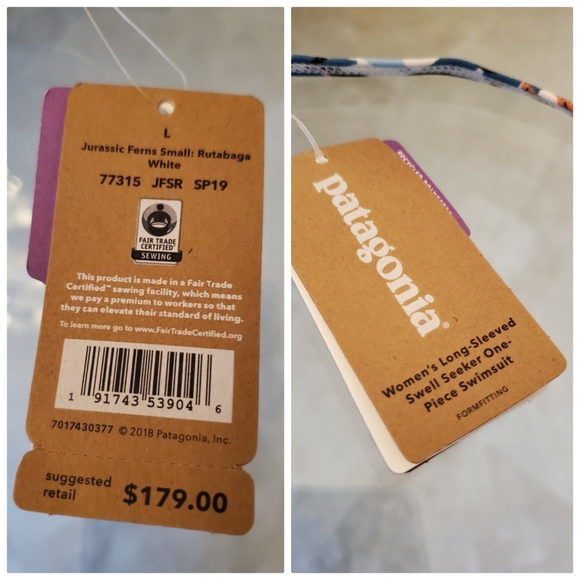 L
Jurassic Ferns Small: Rutabaga
White
77315 JFSR SP19
FAIR TRADE
CERTIFIED
SEWING
This product is made in a Fair Trade
Certified™ sewing facility, which means
we pay a premium to workers so that
they can elevate their standard of living.
To learn more go to www.FairTradeCertified.org
1 91743 53904 6
7017430377 © 2018 Patagonia, Inc.
suggested
retail
$179.00
patagonia®
Women's Long-Sleeved
Swell Seeker One-
Piece Swimsuit
FORMFITTING